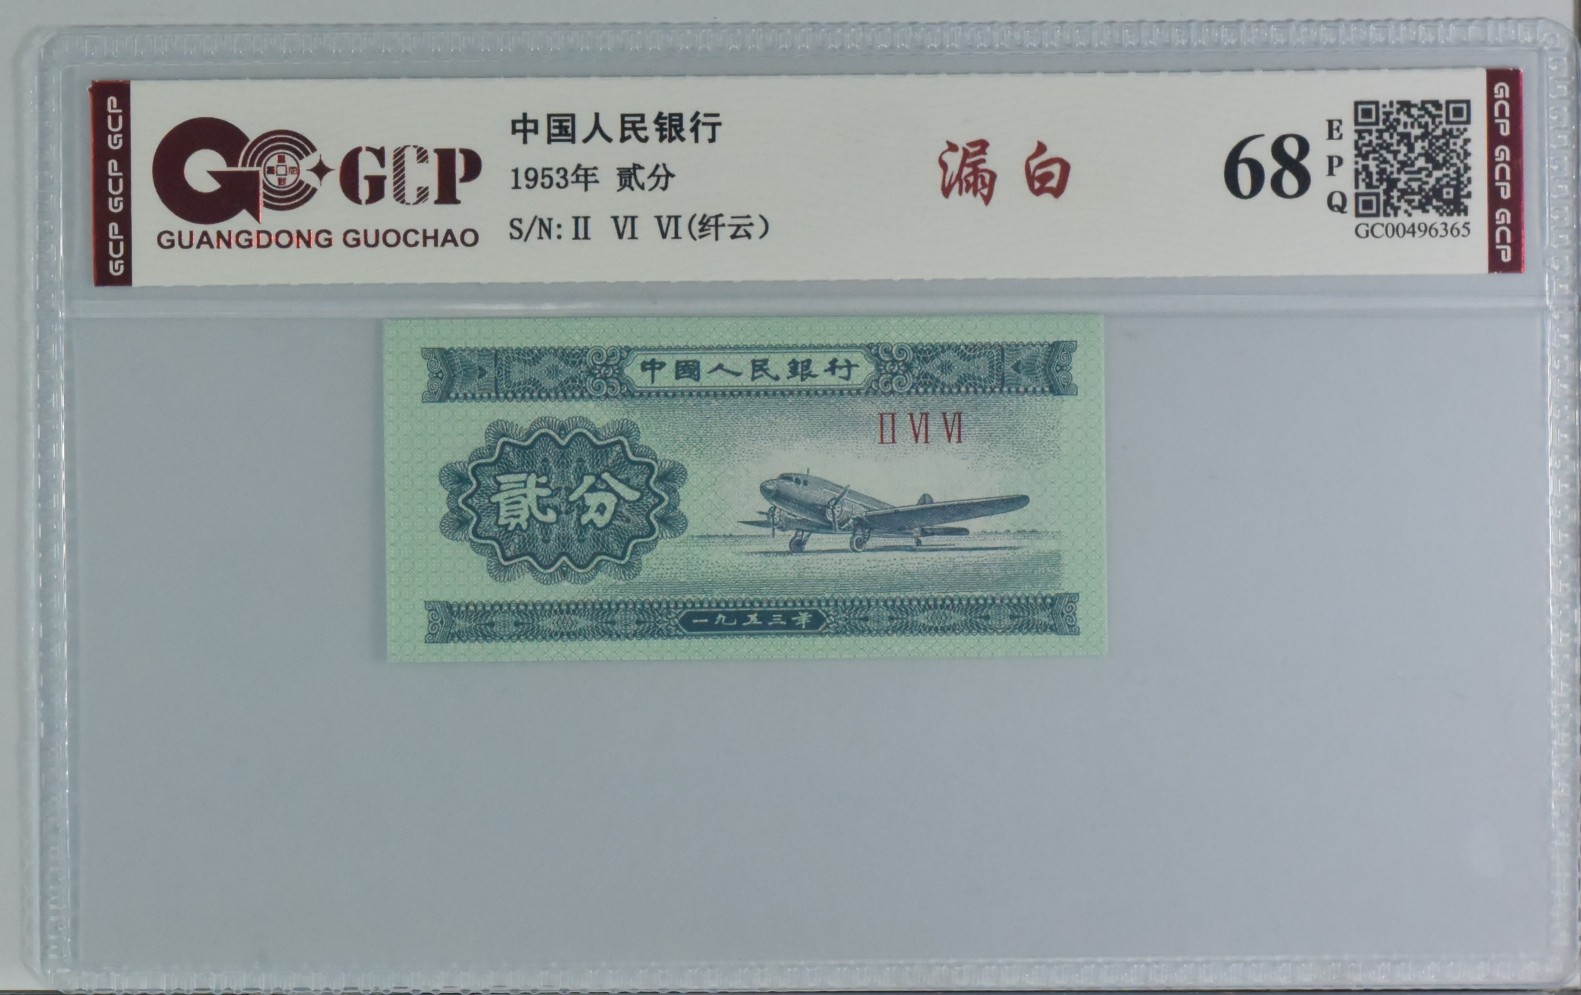 GCP GCP GCP
GCP
GUANGDONG GUOCHAO
中国人民银行
1953年 贰分
S/N: II VI VI(纤云)
漏白
68
EPQ
GC00496365
GCP GCP GCP
中國人民銀行
II VI VI
貳分
一九五三年